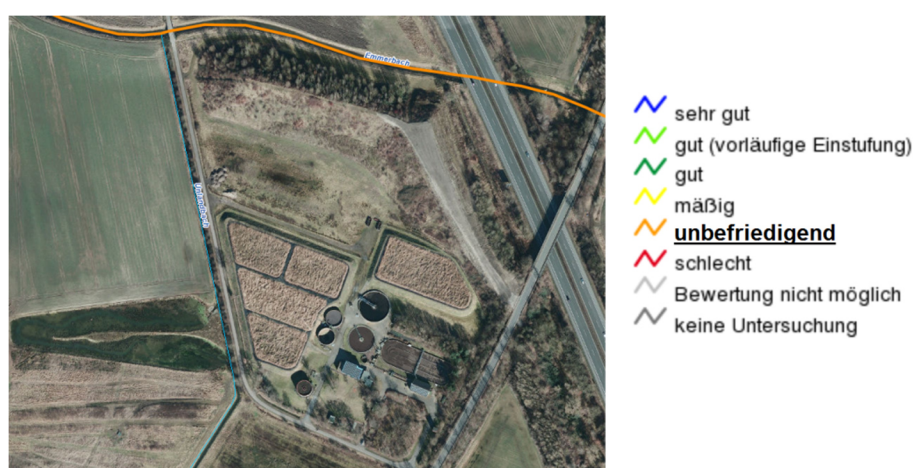 Emmerbach
sehr gut
gut (vorläufige Einstufung)
gut
mäßig
unbefriedigend
schlecht
Bewertung nicht möglich
keine Untersuchung